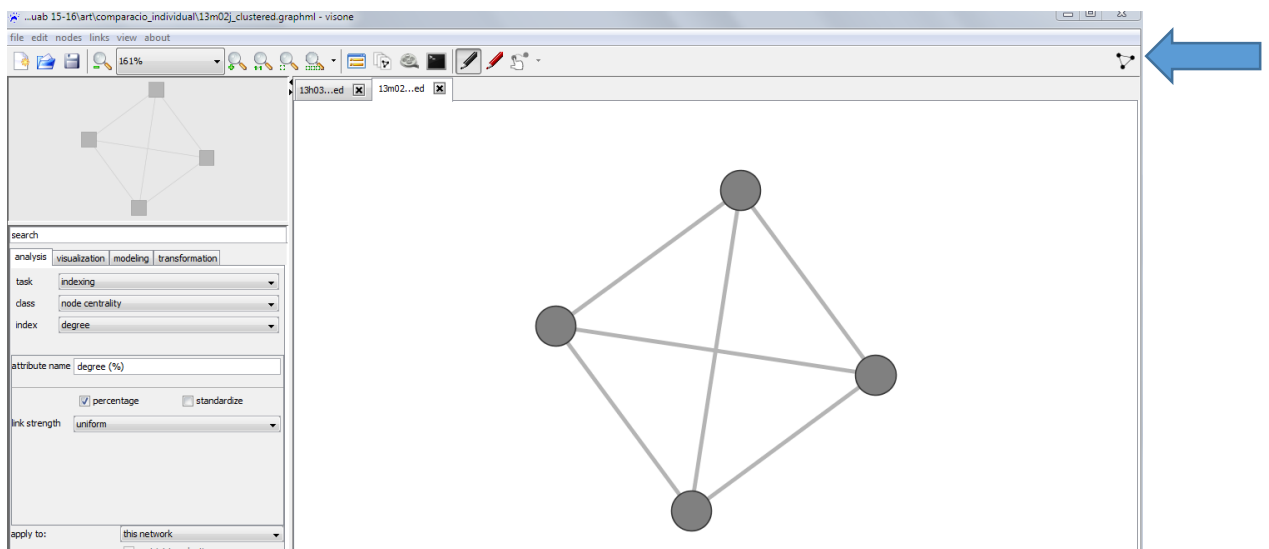 ...uab 15-16\art\comparacio_individual\13m02j_clustered.graphml - visone
file edit nodes links view about
161%
13h03...ed 13m02...ed
search
analysis visualization modeling transformation
task indexing
class node centrality
index degree
attribute name degree (%)
percentage standardize
link strength uniform
apply to: this network